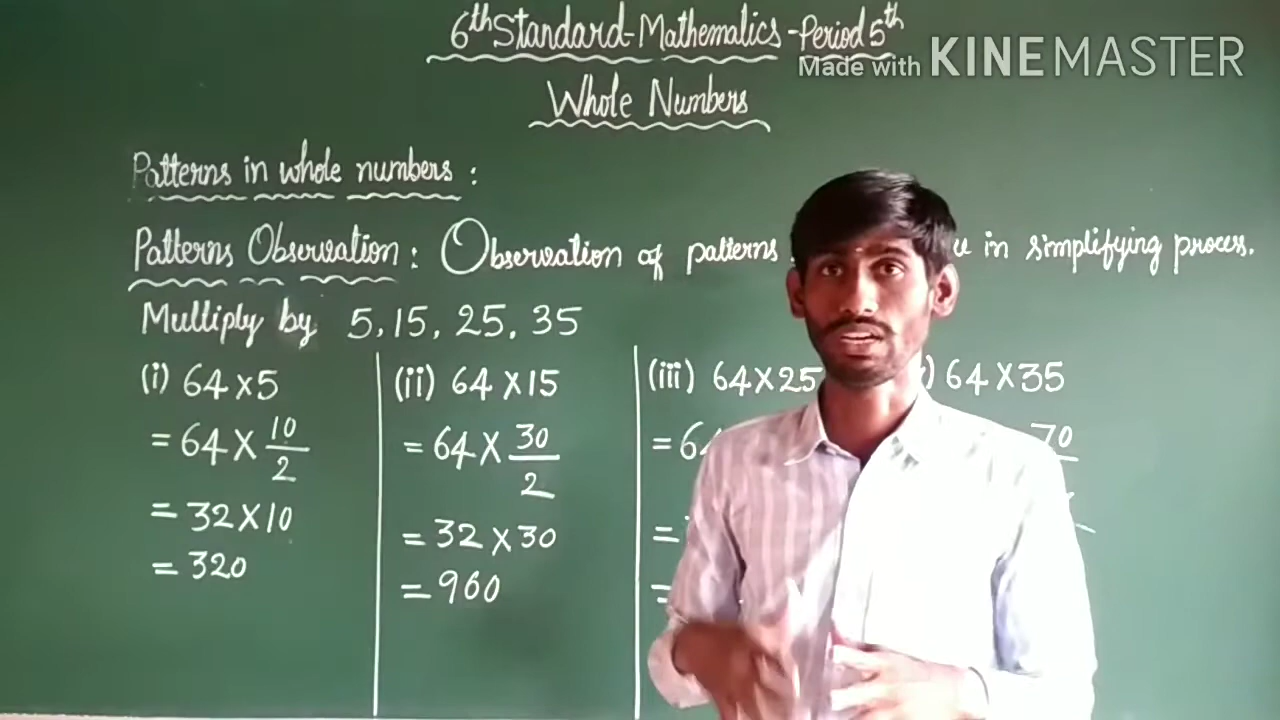 6th Standard-Mathematics-Period 5th
Made with KINEMASTER
Whole Numbers
Patterns in whole numbers :
Patterns Observation : Observation of patterns in simplifying process.
Multiply by 5, 15, 25, 35
(i) 64 x 5
= 64 X 10/2
= 32 X 10
= 320
(ii) 64 X 15
= 64 X 30/2
= 32 X 30
= 960
(iii) 64 X 25
= 6
=
=
) 64 X 35
70